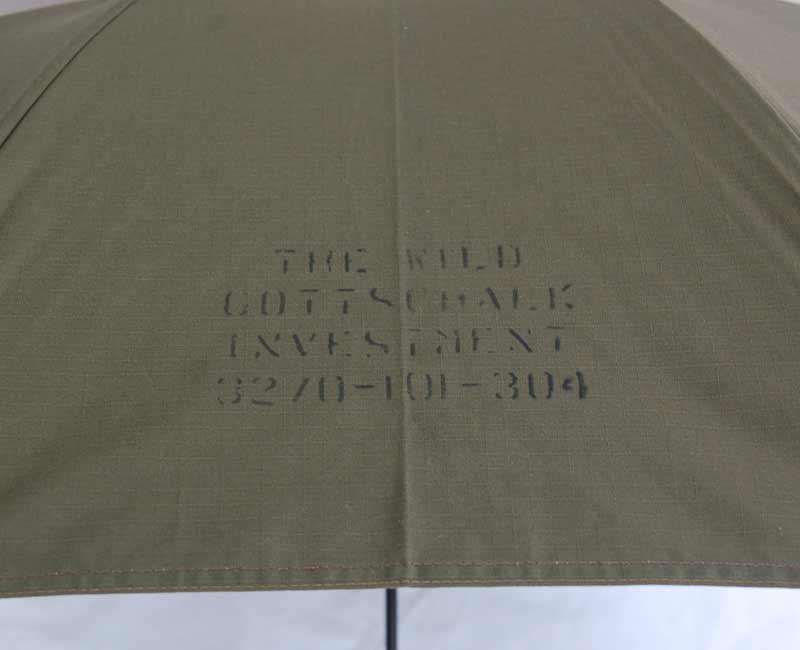 THE WILD
GOTTSCHALK
INVESTMENT
3270-101-304